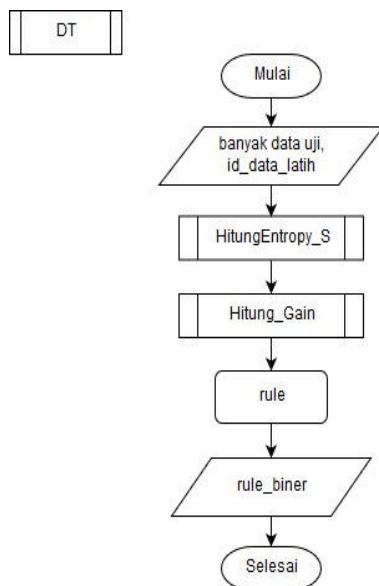 DT
Mulai
banyak data uji,
id_data_latih
HitungEntropy_S
Hitung_Gain
rule
rule_biner
Selesai